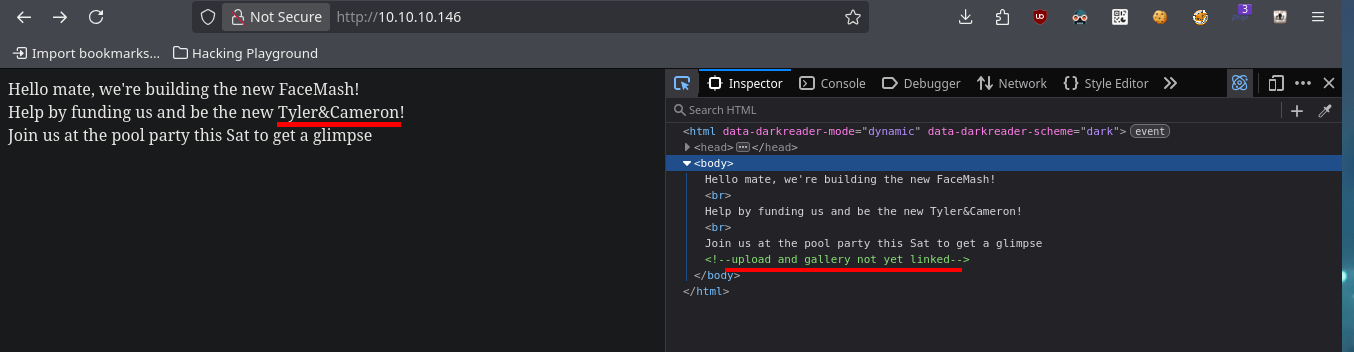 Not Secure http://10.10.10.146
3
Import bookmarks... Hacking Playground
Hello mate, we're building the new FaceMash!
Help by funding us and be the new Tyler&Cameron!
Join us at the pool party this Sat to get a glimpse
Inspector Console Debugger Network {} Style Editor
Search HTML
<html data-darkreader-mode="dynamic" data-darkreader-scheme="dark"> event
<head> ... </head>
<body>
Hello mate, we're building the new FaceMash!
<br>
Help by funding us and be the new Tyler&Cameron!
<br>
Join us at the pool party this Sat to get a glimpse
<!--upload and gallery not yet linked-->
</body>
</html>